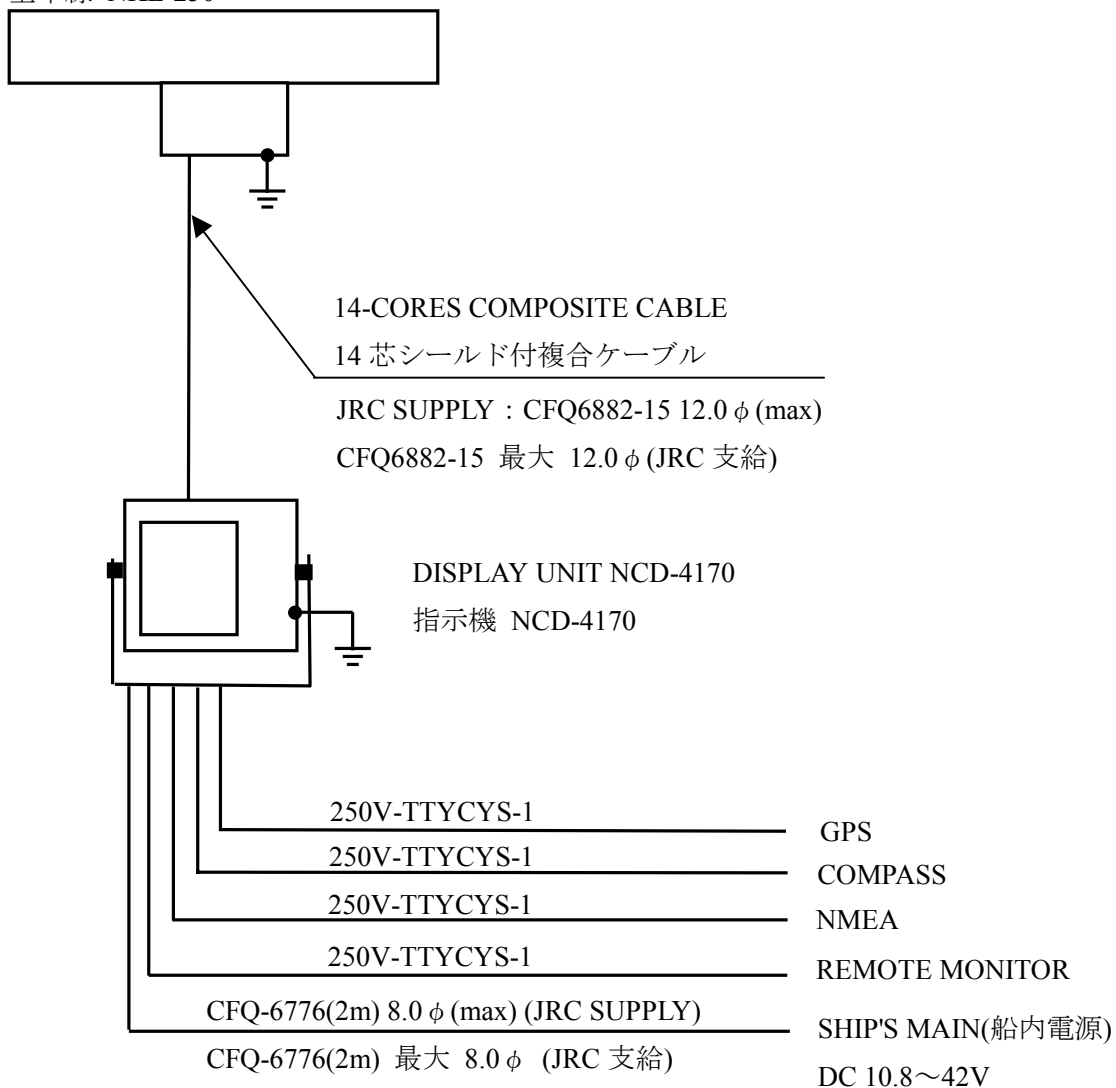 14-CORES COMPOSITE CABLE
14 芯シールド付複合ケーブル
JRC SUPPLY：CFQ6882-15 12.0φ(max)
CFQ6882-15 最大 12.0φ(JRC 支給)
DISPLAY UNIT NCD-4170
指示機 NCD-4170
250V-TTYCYS-1
GPS
250V-TTYCYS-1
COMPASS
250V-TTYCYS-1
NMEA
250V-TTYCYS-1
REMOTE MONITOR
CFQ-6776(2m) 8.0φ(max) (JRC SUPPLY)
SHIP'S MAIN(船内電源)
CFQ-6776(2m) 最大 8.0φ (JRC 支給)
DC 10.8～42V